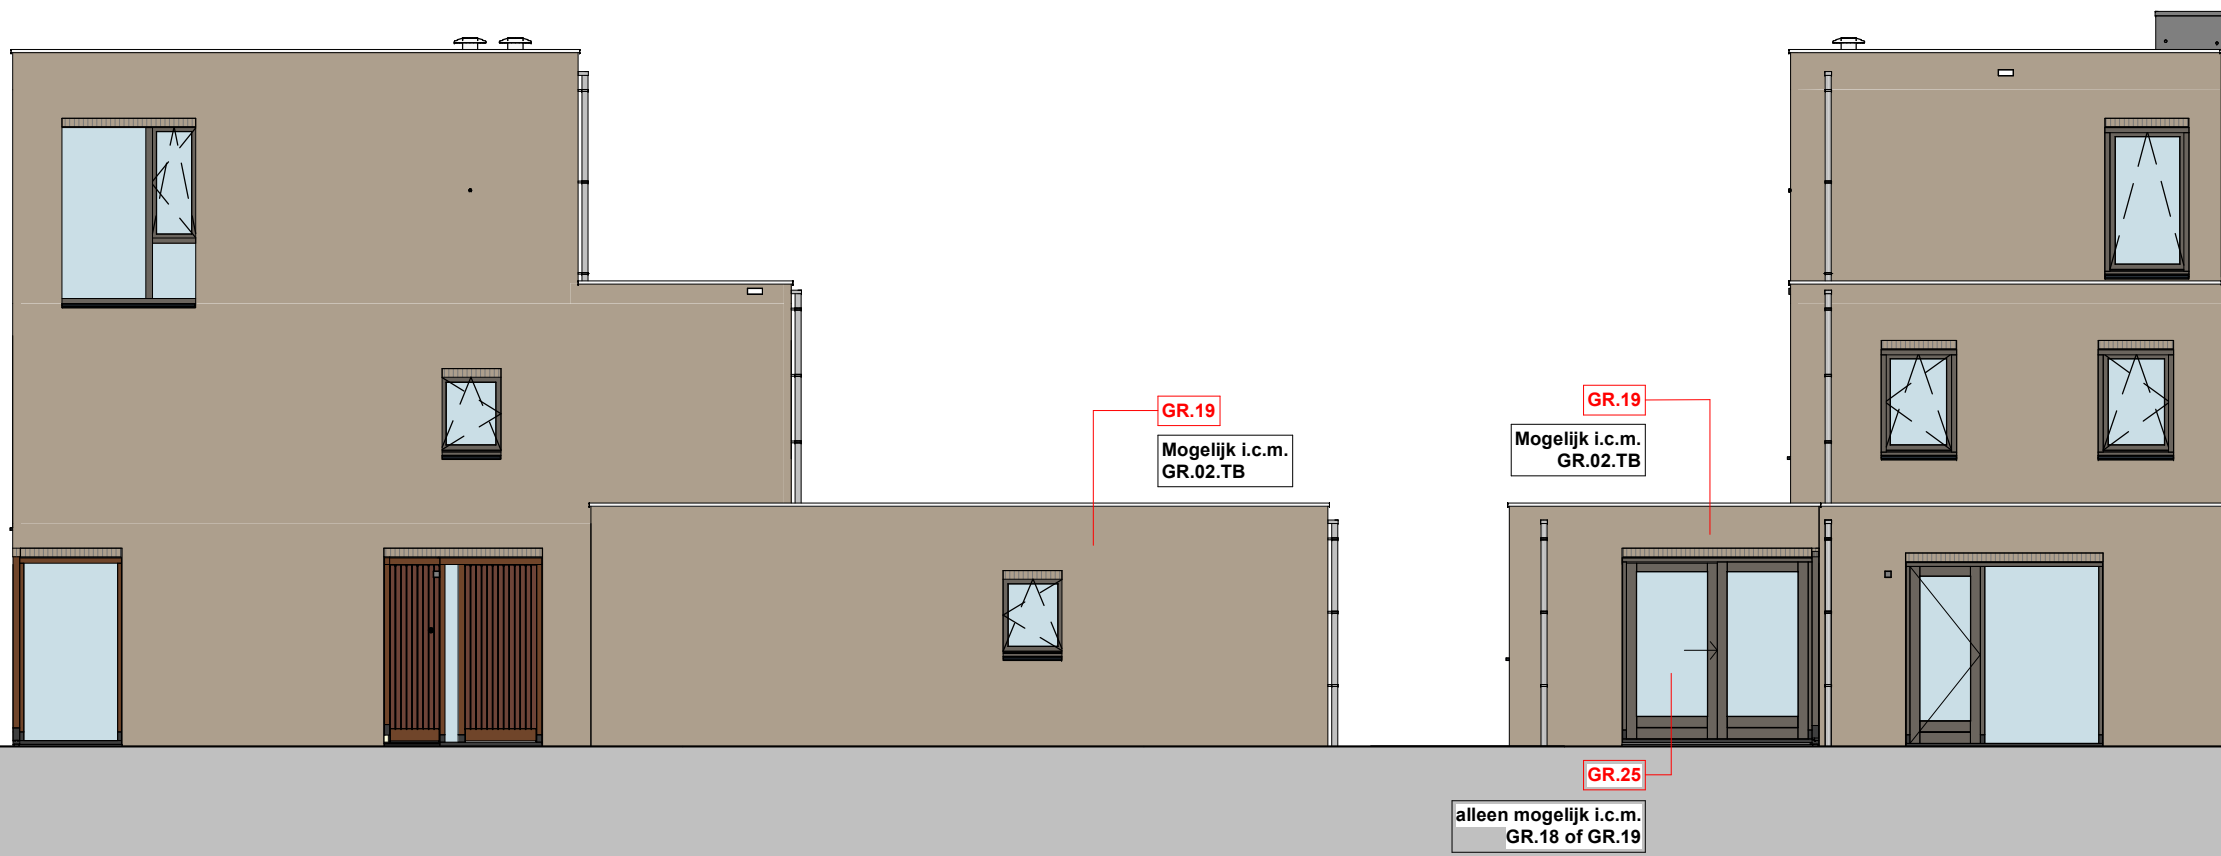 GR.19
Mogelijk i.c.m.
GR.02.TB
GR.19
Mogelijk i.c.m.
GR.02.TB
GR.25
alleen mogelijk i.c.m.
GR.18 of GR.19